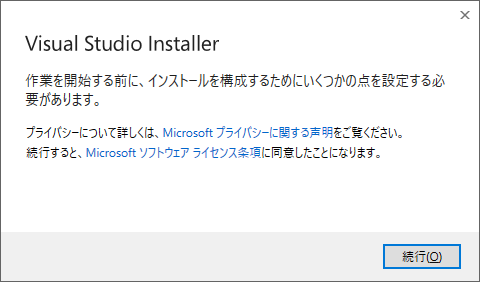 Visual Studio Installer
作業を開始する前に、インストールを構成するためにいくつかの点を設定する必
要があります。
プライバシーについて詳しくは、Microsoft プライバシーに関する声明をご覧ください。
続行すると、Microsoft ソフトウェア ライセンス条項に同意したことになります。
続行(O)